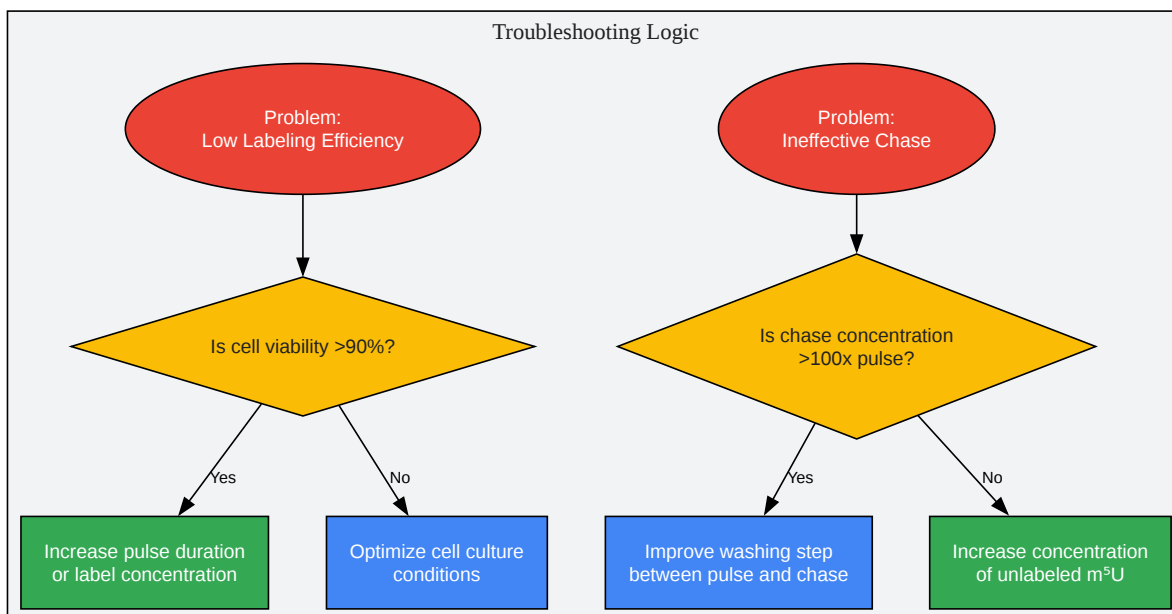 Troubleshooting Logic
Problem:
Low Labeling Efficiency
Problem:
Ineffective Chase
Is cell viability >90%?
Is chase concentration
>100x pulse?
Yes
No
Yes
No
Increase pulse duration
or label concentration
Optimize cell culture
conditions
Improve washing step
between pulse and chase
Increase concentration
of unlabeled m⁵U